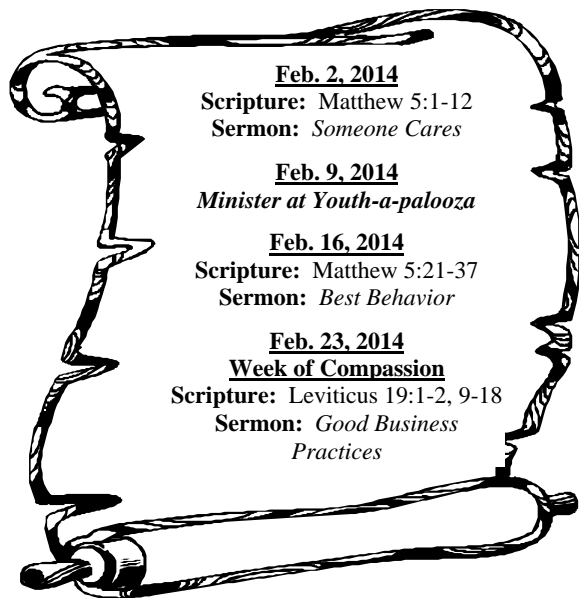 Feb. 2, 2014
Scripture: Matthew 5:1-12
Sermon: Someone Cares
Feb. 9, 2014
Minister at Youth-a-palooza
Feb. 16, 2014
Scripture: Matthew 5:21-37
Sermon: Best Behavior
Feb. 23, 2014
Week of Compassion
Scripture: Leviticus 19:1-2, 9-18
Sermon: Good Business
Practices